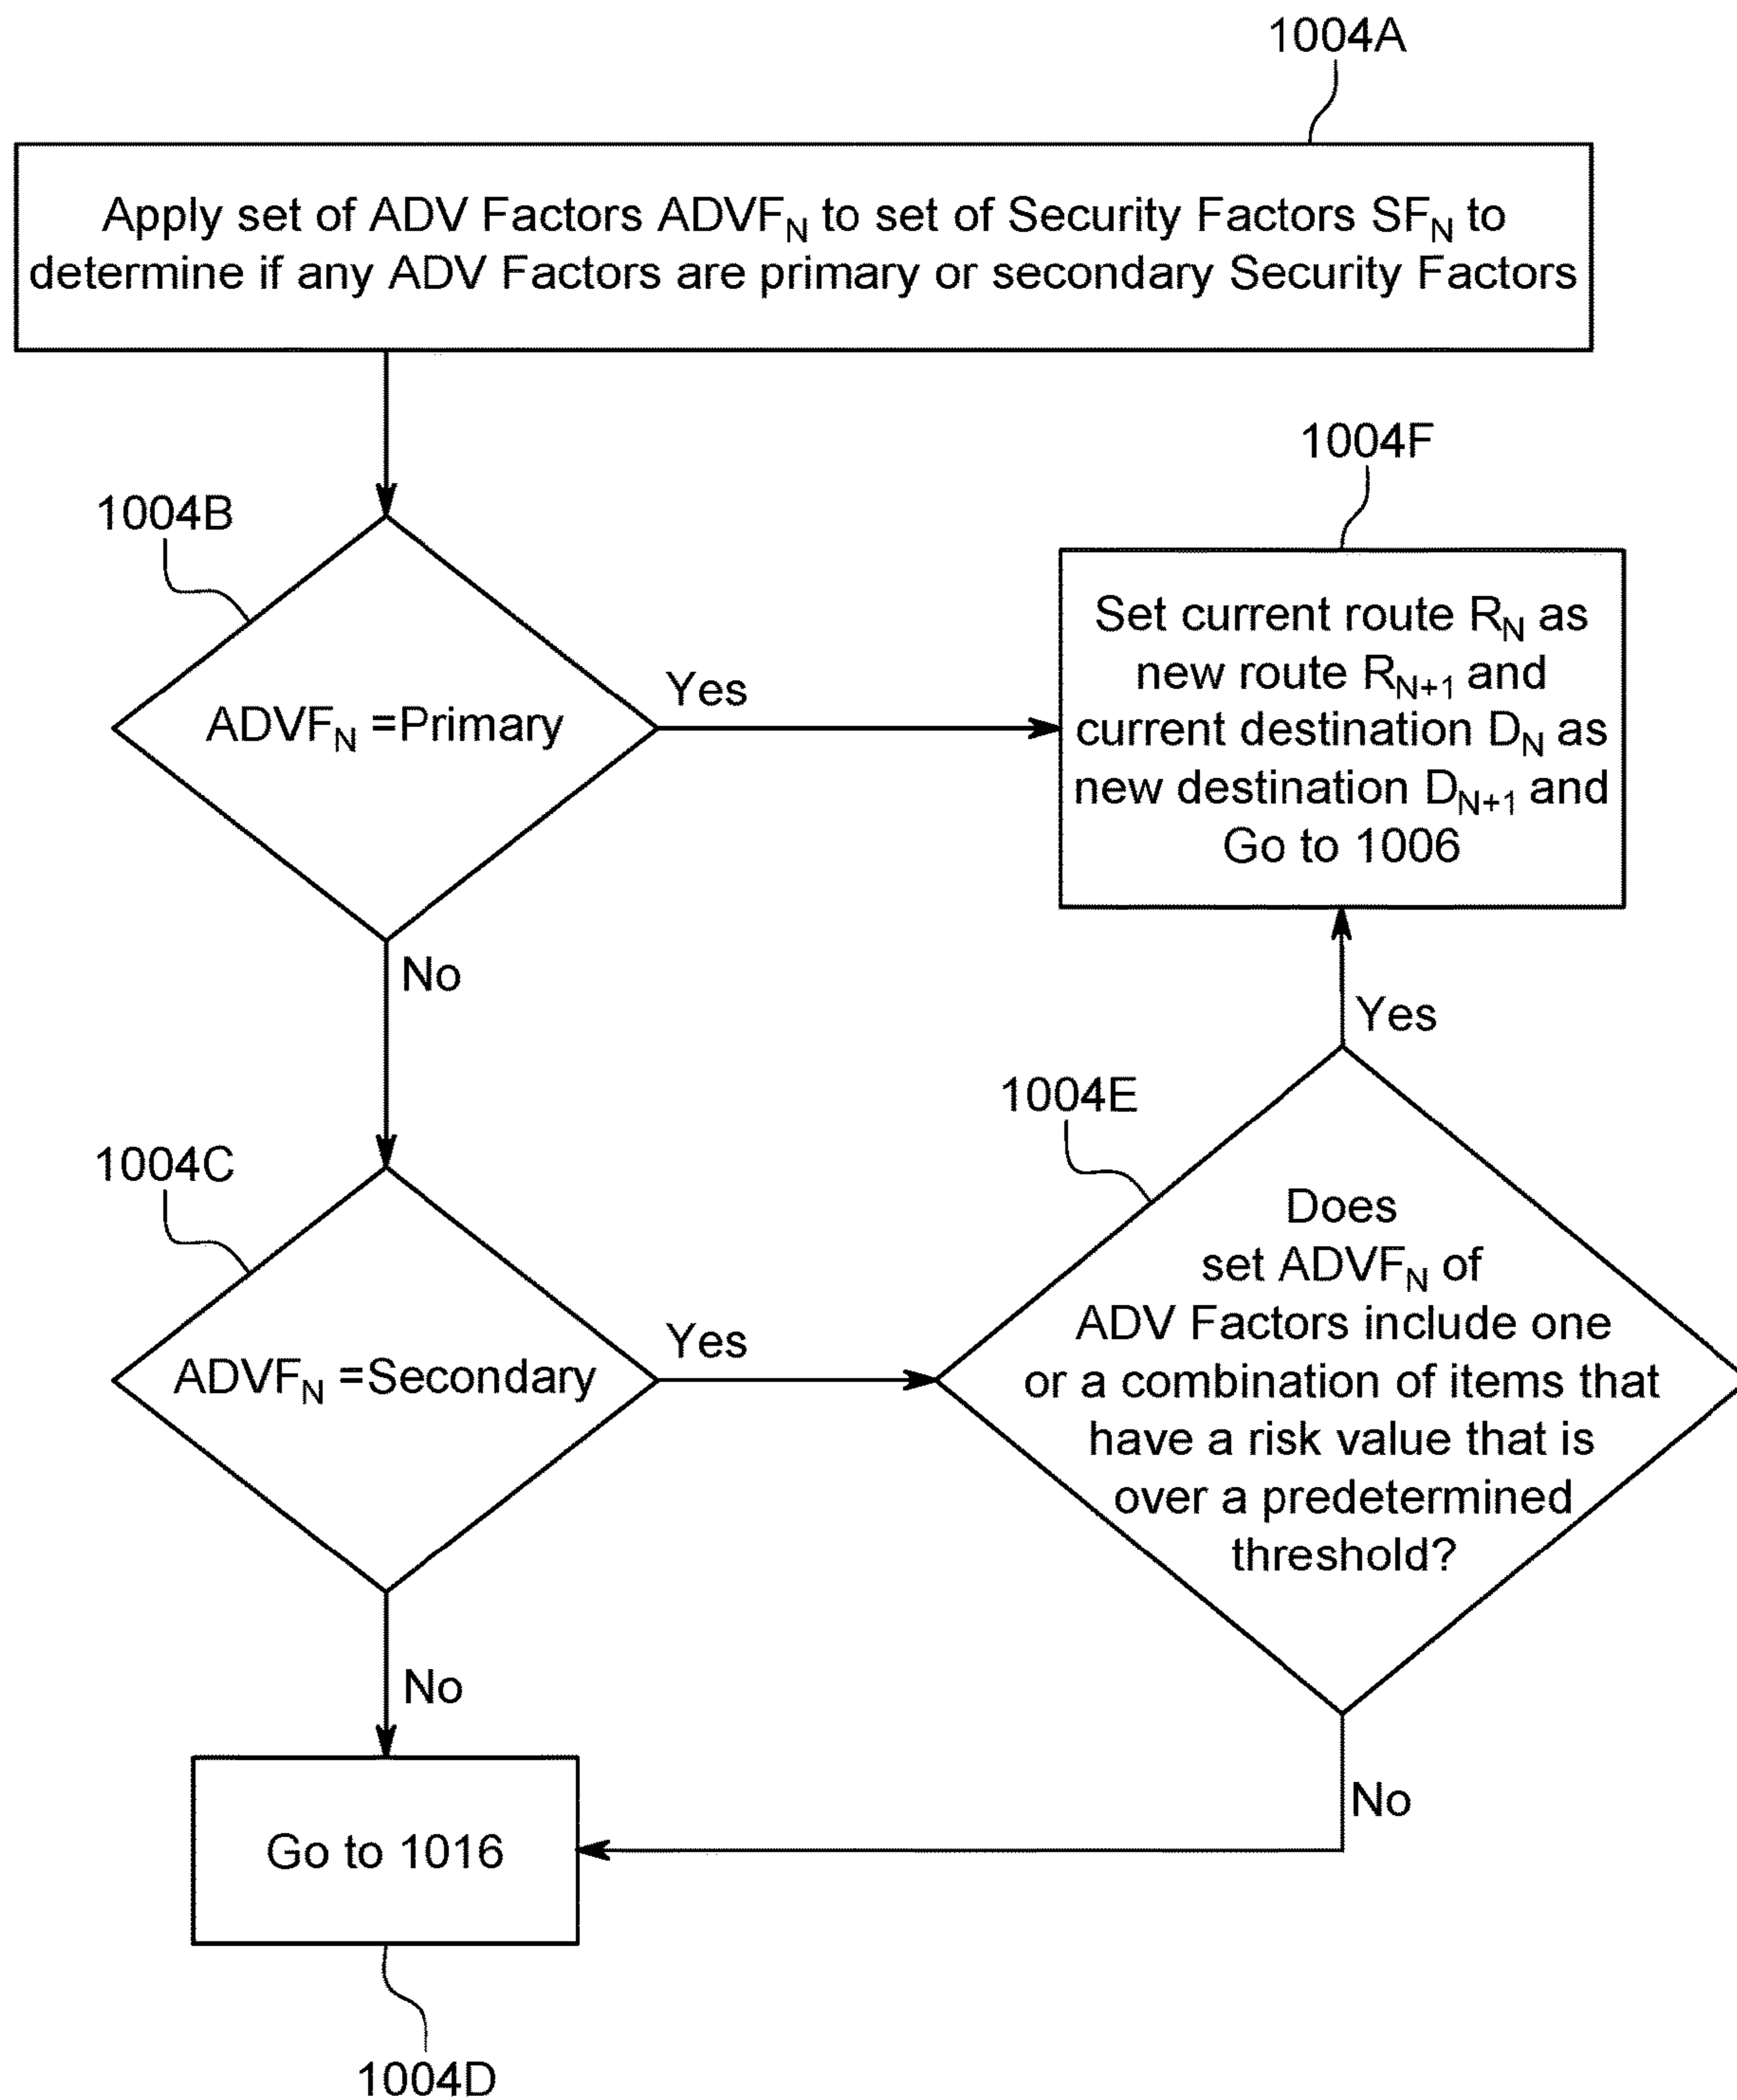 1004A
Apply set of ADV Factors ADVF_N to set of Security Factors SF_N to
determine if any ADV Factors are primary or secondary Security Factors
1004B
ADVF_N =Primary
Yes
No
1004F
Set current route R_N as
new route R_N+1 and
current destination D_N as
new destination D_N+1 and
Go to 1006
Yes
1004C
ADVF_N =Secondary
Yes
No
1004E
Does
set ADVF_N of
ADV Factors include one
or a combination of items that
have a risk value that is
over a predetermined
threshold?
No
Go to 1016
1004D